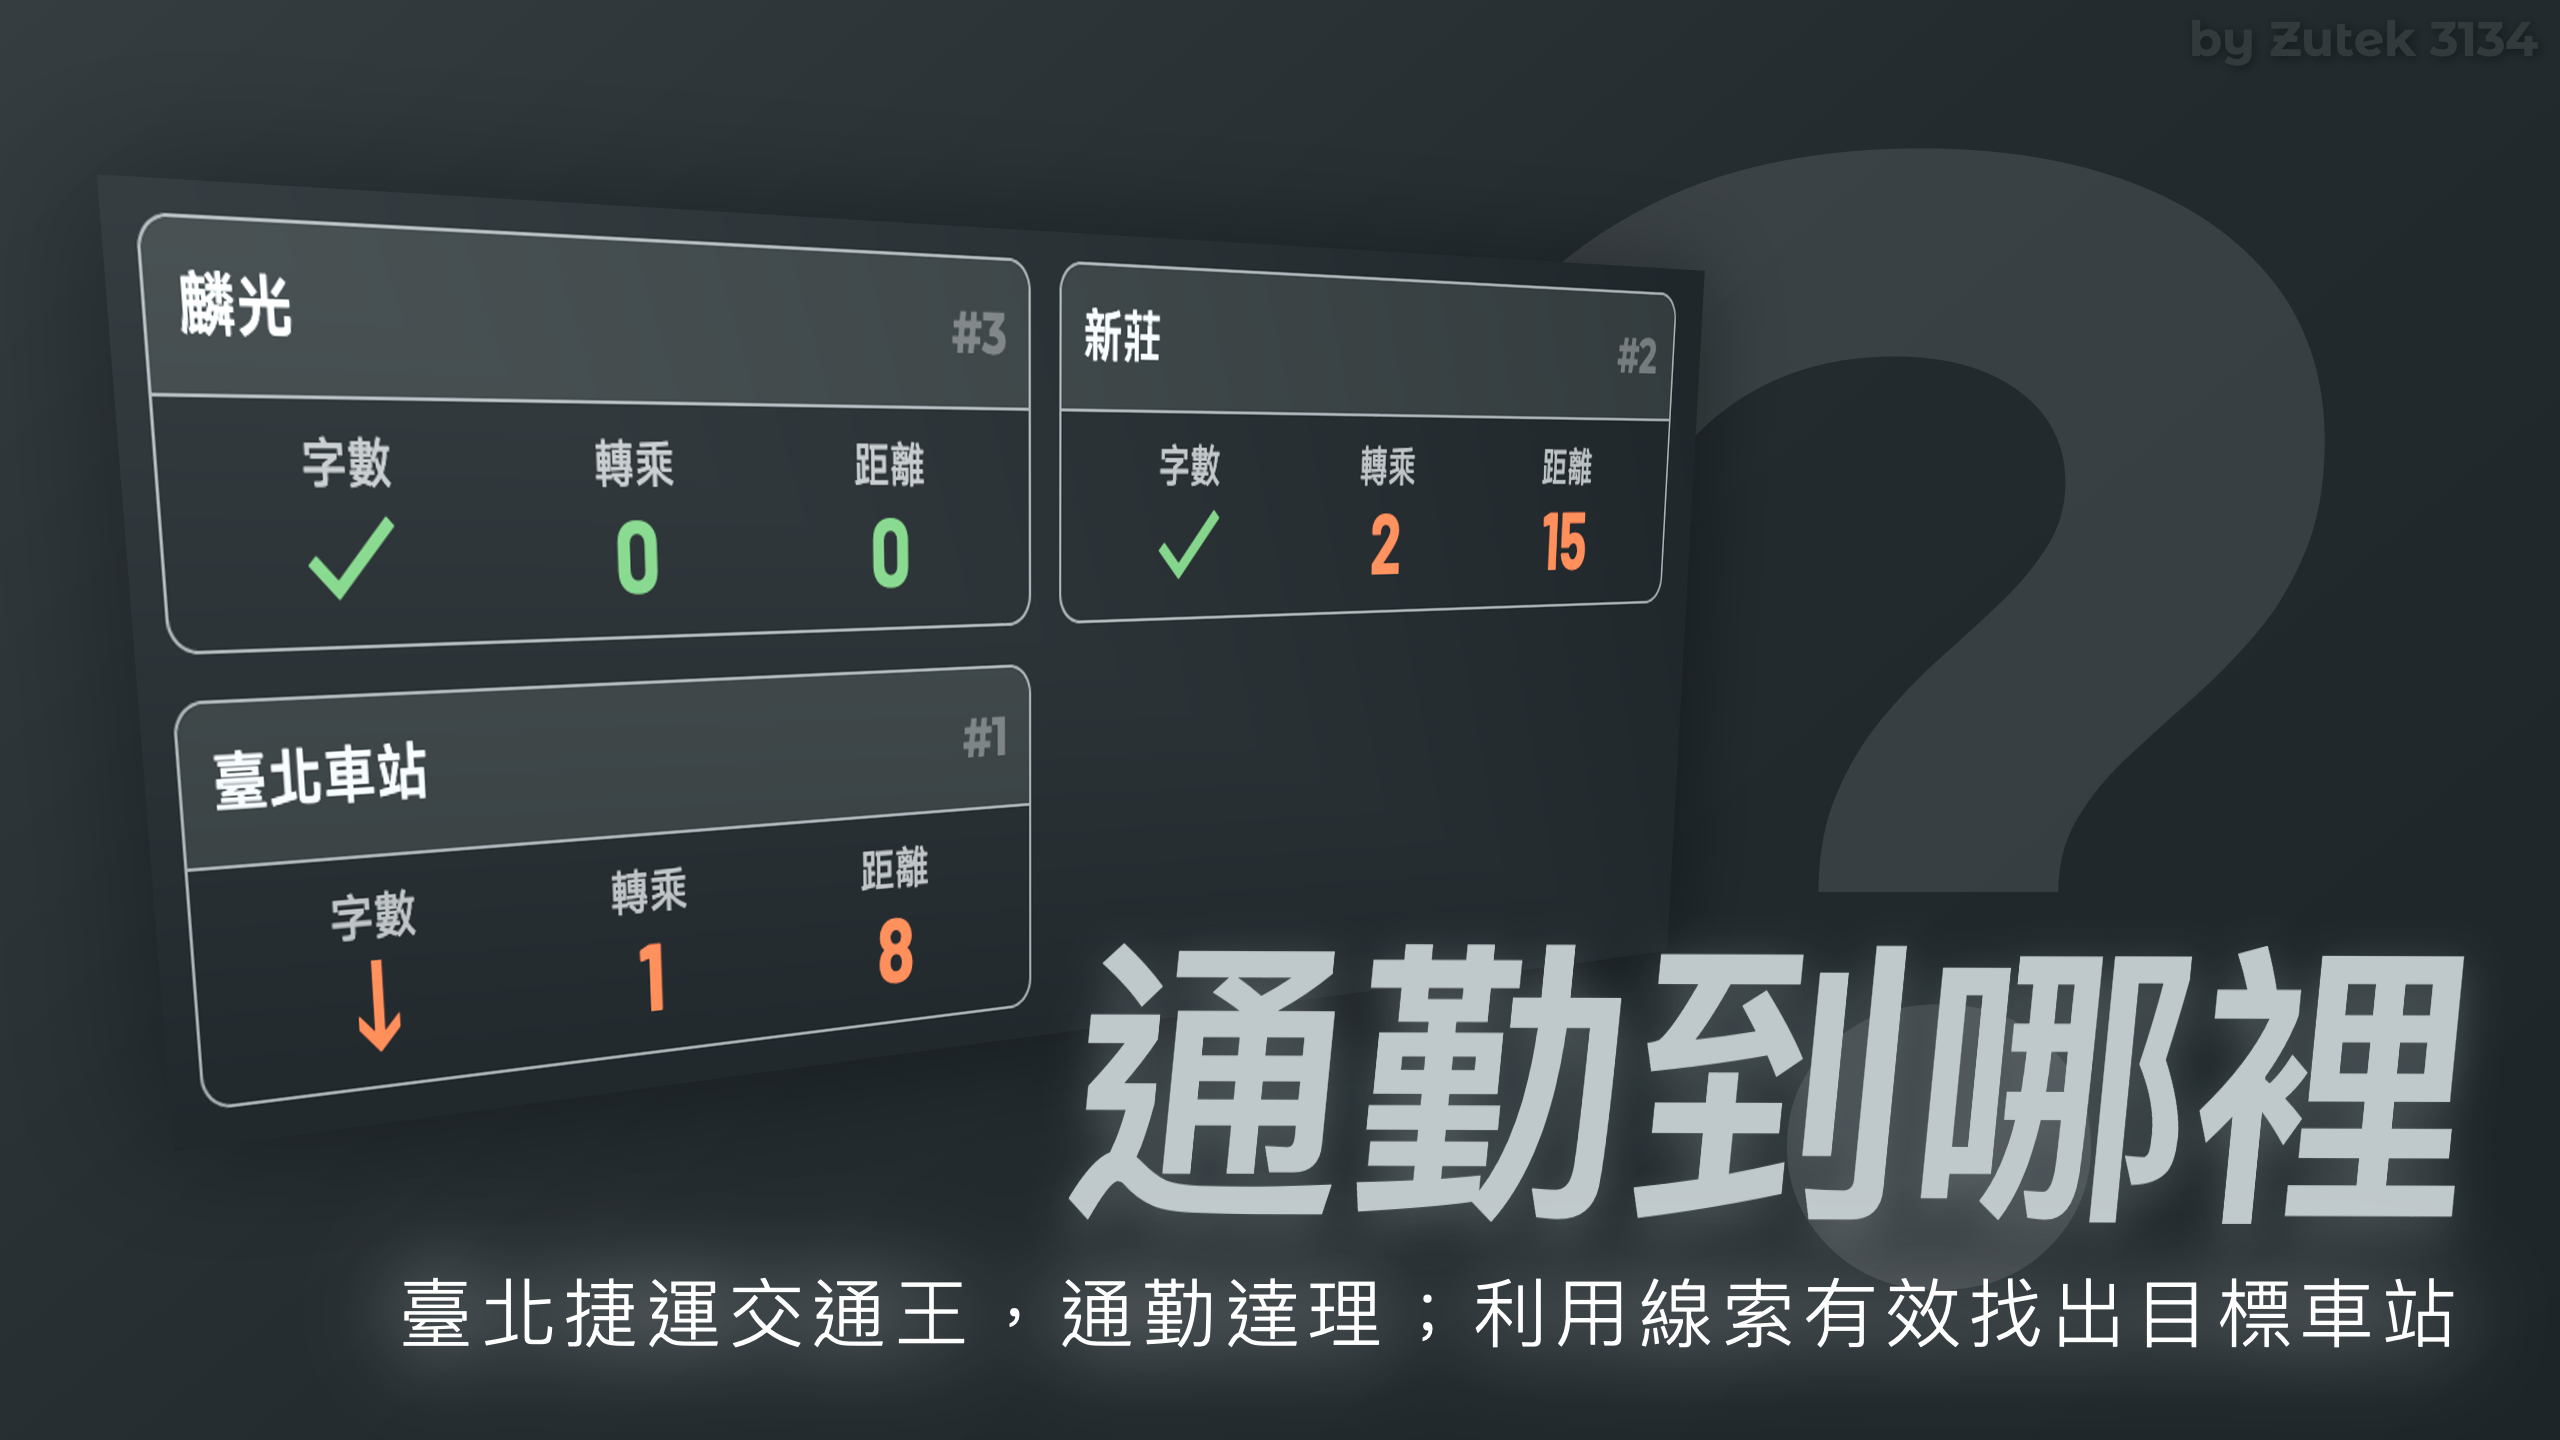 by Ƶutek 3134
麟光
#3
字數 轉乘 距離
✓ 0 0
新莊
#2
字數 轉乘 距離
✓ 2 15
臺北車站
#1
字數 轉乘 距離
↓ 1 8
?
通勤到哪裡
臺北捷運交通王，通勤達理；利用線索有效找出目標車站